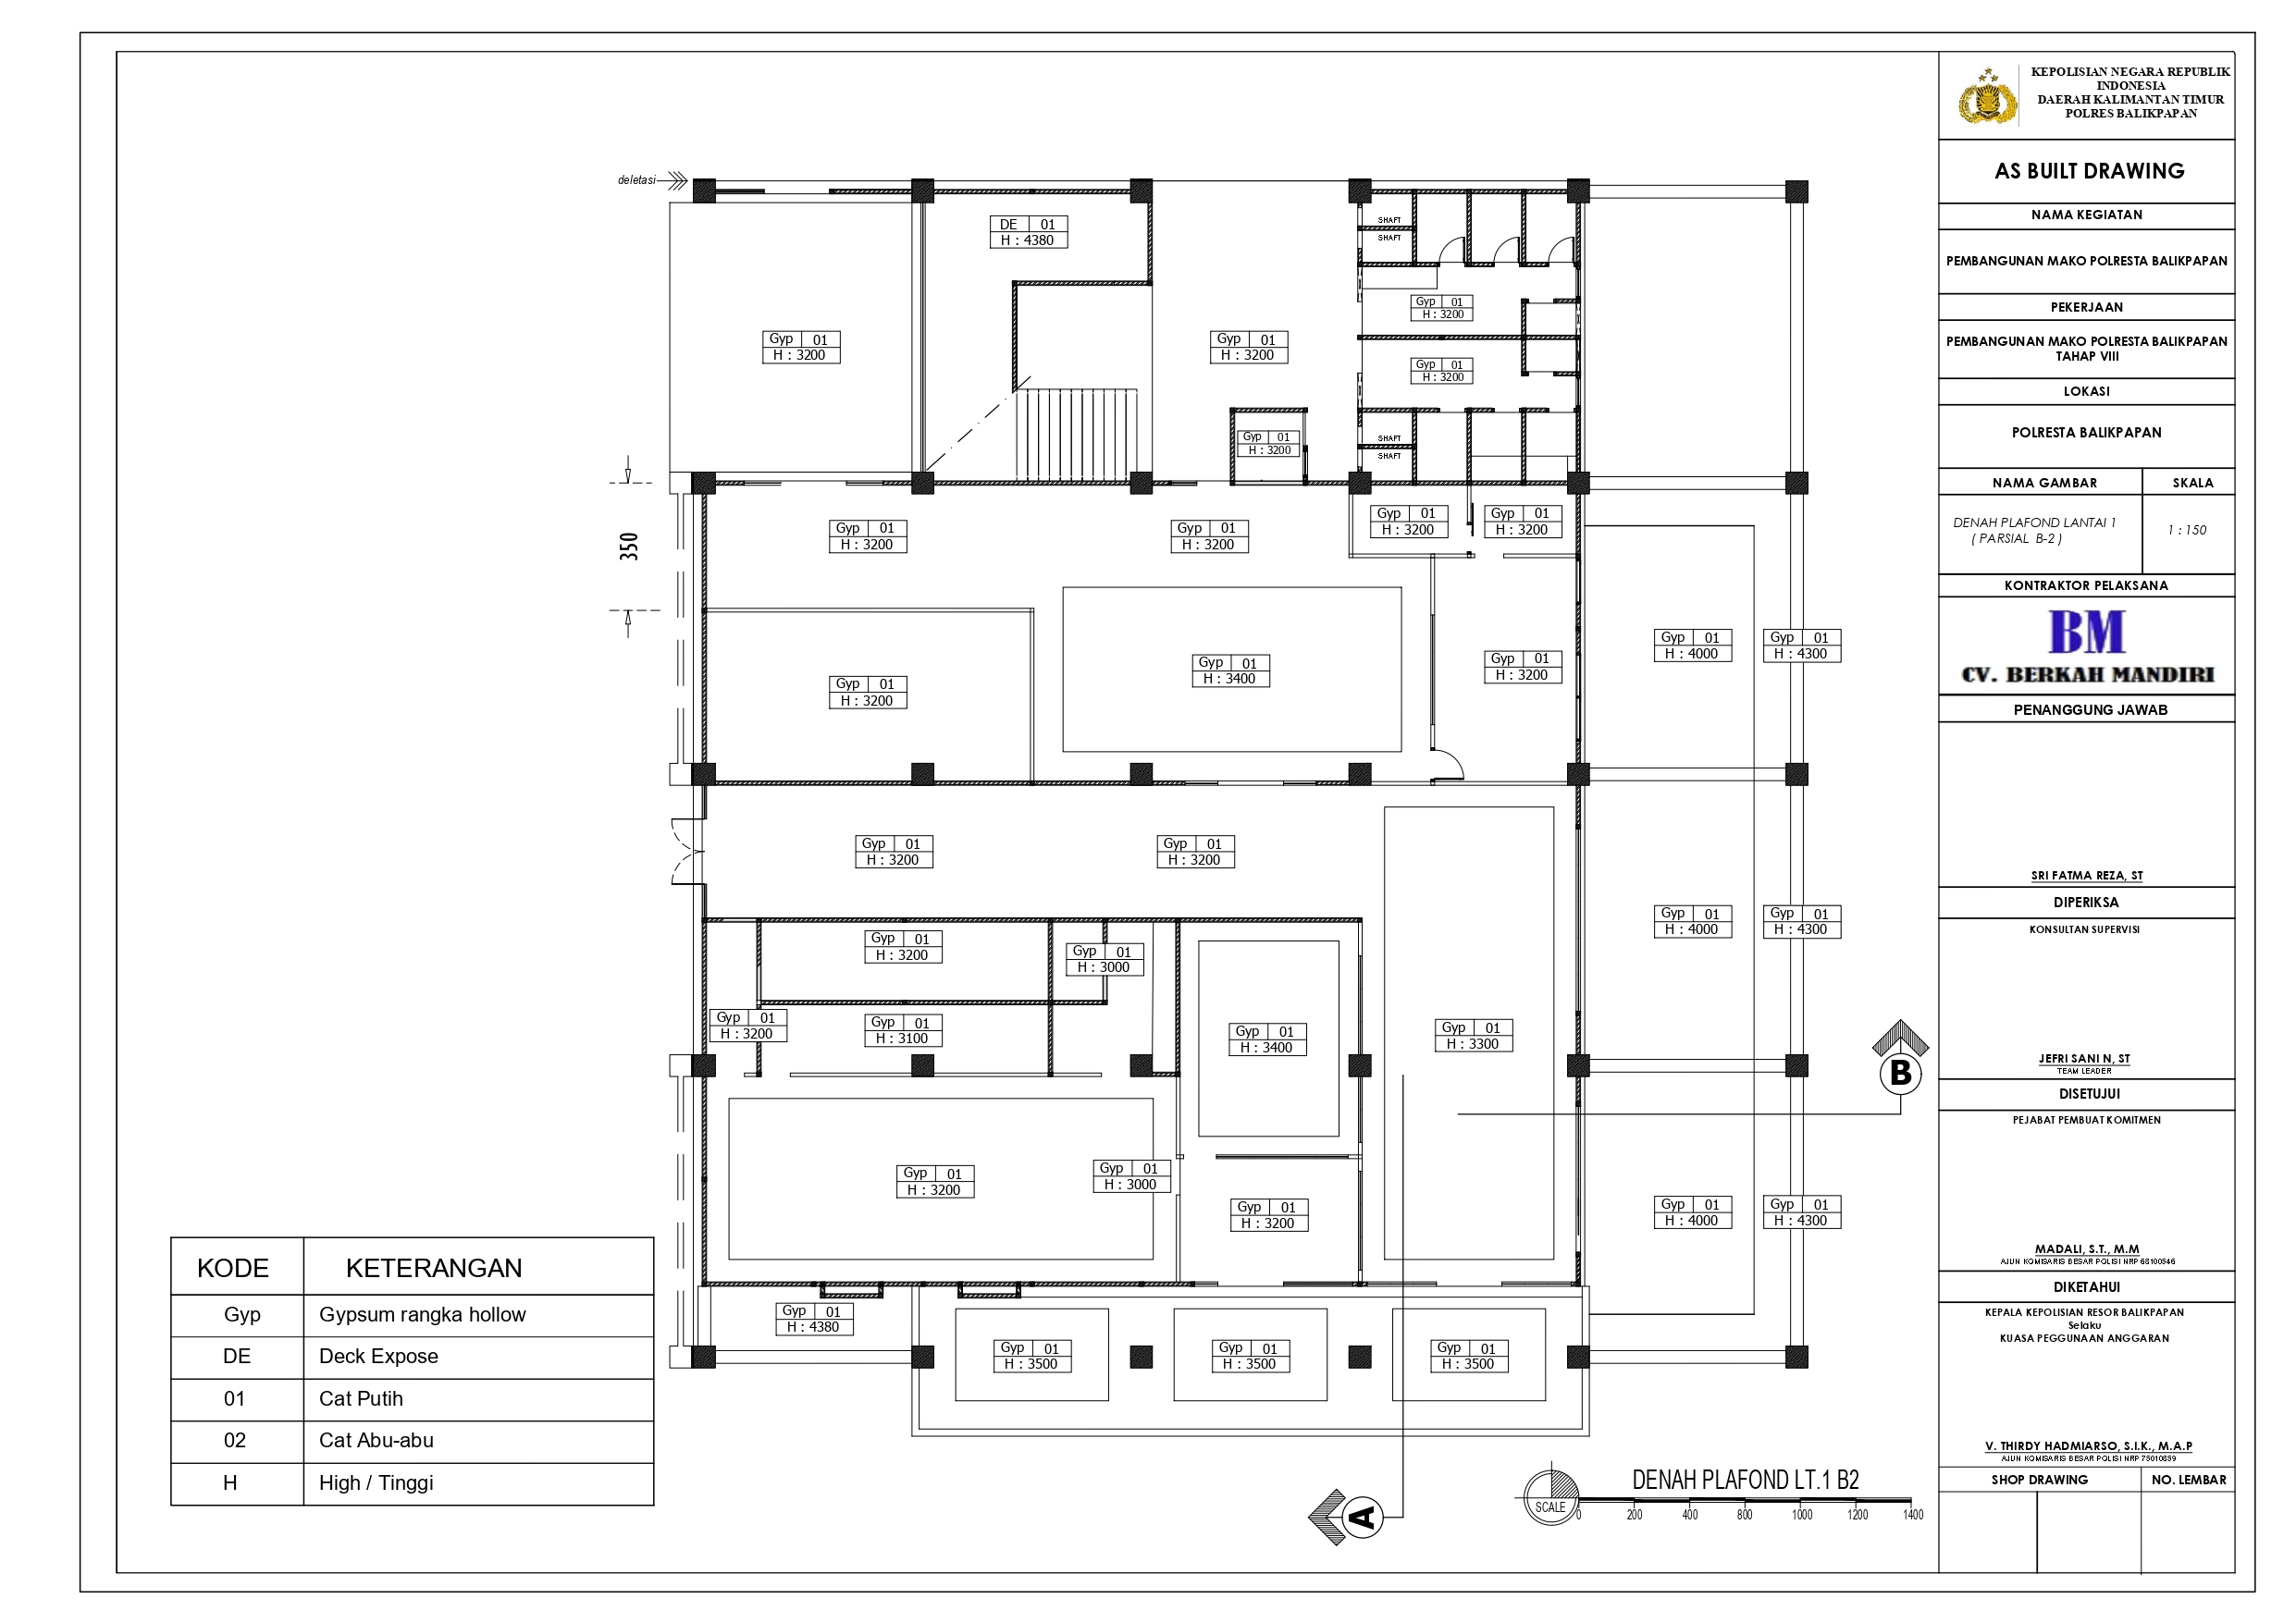 KEPOLISIAN NEGARA REPUBLIK
INDONESIA
DAERAH KALIMANTAN TIMUR
POLRES BALIKPAPAN
AS BUILT DRAWING
NAMA KEGIATAN
PEMBANGUNAN MAKO POLRESTA BALIKPAPAN
PEKERJAAN
PEMBANGUNAN MAKO POLRESTA BALIKPAPAN
TAHAP VIII
LOKASI
POLRESTA BALIKPAPAN
NAMA GAMBAR SKALA
DENAH PLAFOND LANTAI 1
( PARSIAL B-2 )
1 : 150
KONTRAKTOR PELAKSANA
BM
CV. BERKAH MANDIRI
PENANGGUNG JAWAB
SRI FATMA REZA, ST
DIPERIKSA
KONSULTAN SUPERVISI
JEFRI SANI N, ST
TEAM LEADER
DISETUJUI
PEJABAT PEMBUAT KOMITMEN
MADALI, S.T., M.M
AJUN KOMISARIS BESAR POLISI NRP 68100346
DIKETAHUI
KEPALA KEPOLISIAN RESOR BALIKPAPAN
Selaku
KUASA PEGGUNAAN ANGGARAN
V. THIRDY HADMIARSO, S.I.K., M.A.P
AJUN KOMISARIS BESAR POLISI NRP 75010839
SHOP DRAWING NO. LEMBAR
deletasi
DE 01
H : 4380
SHAFT
SHAFT
Gyp 01
H : 3200
Gyp 01
H : 3200
Gyp 01
H : 3200
Gyp 01
H : 3200
Gyp 01
H : 3200
SHAFT
SHAFT
350
Gyp 01
H : 3200
Gyp 01
H : 3200
Gyp 01
H : 3200
Gyp 01
H : 3200
Gyp 01
H : 3200
Gyp 01
H : 3400
Gyp 01
H : 3200
Gyp 01
H : 4000
Gyp 01
H : 4300
Gyp 01
H : 3200
Gyp 01
H : 3200
Gyp 01
H : 4000
Gyp 01
H : 4300
Gyp 01
H : 3200
Gyp 01
H : 3000
Gyp 01
H : 3200
Gyp 01
H : 3100
Gyp 01
H : 3400
Gyp 01
H : 3300
B
Gyp 01
H : 3200
Gyp 01
H : 3000
Gyp 01
H : 3200
Gyp 01
H : 4000
Gyp 01
H : 4300
Gyp 01
H : 4380
Gyp 01
H : 3500
Gyp 01
H : 3500
Gyp 01
H : 3500
KODE KETERANGAN
Gyp Gypsum rangka hollow
DE Deck Expose
01 Cat Putih
02 Cat Abu-abu
H High / Tinggi
A
DENAH PLAFOND LT.1 B2
SCALE
0 200 400 800 1000 1200 1400